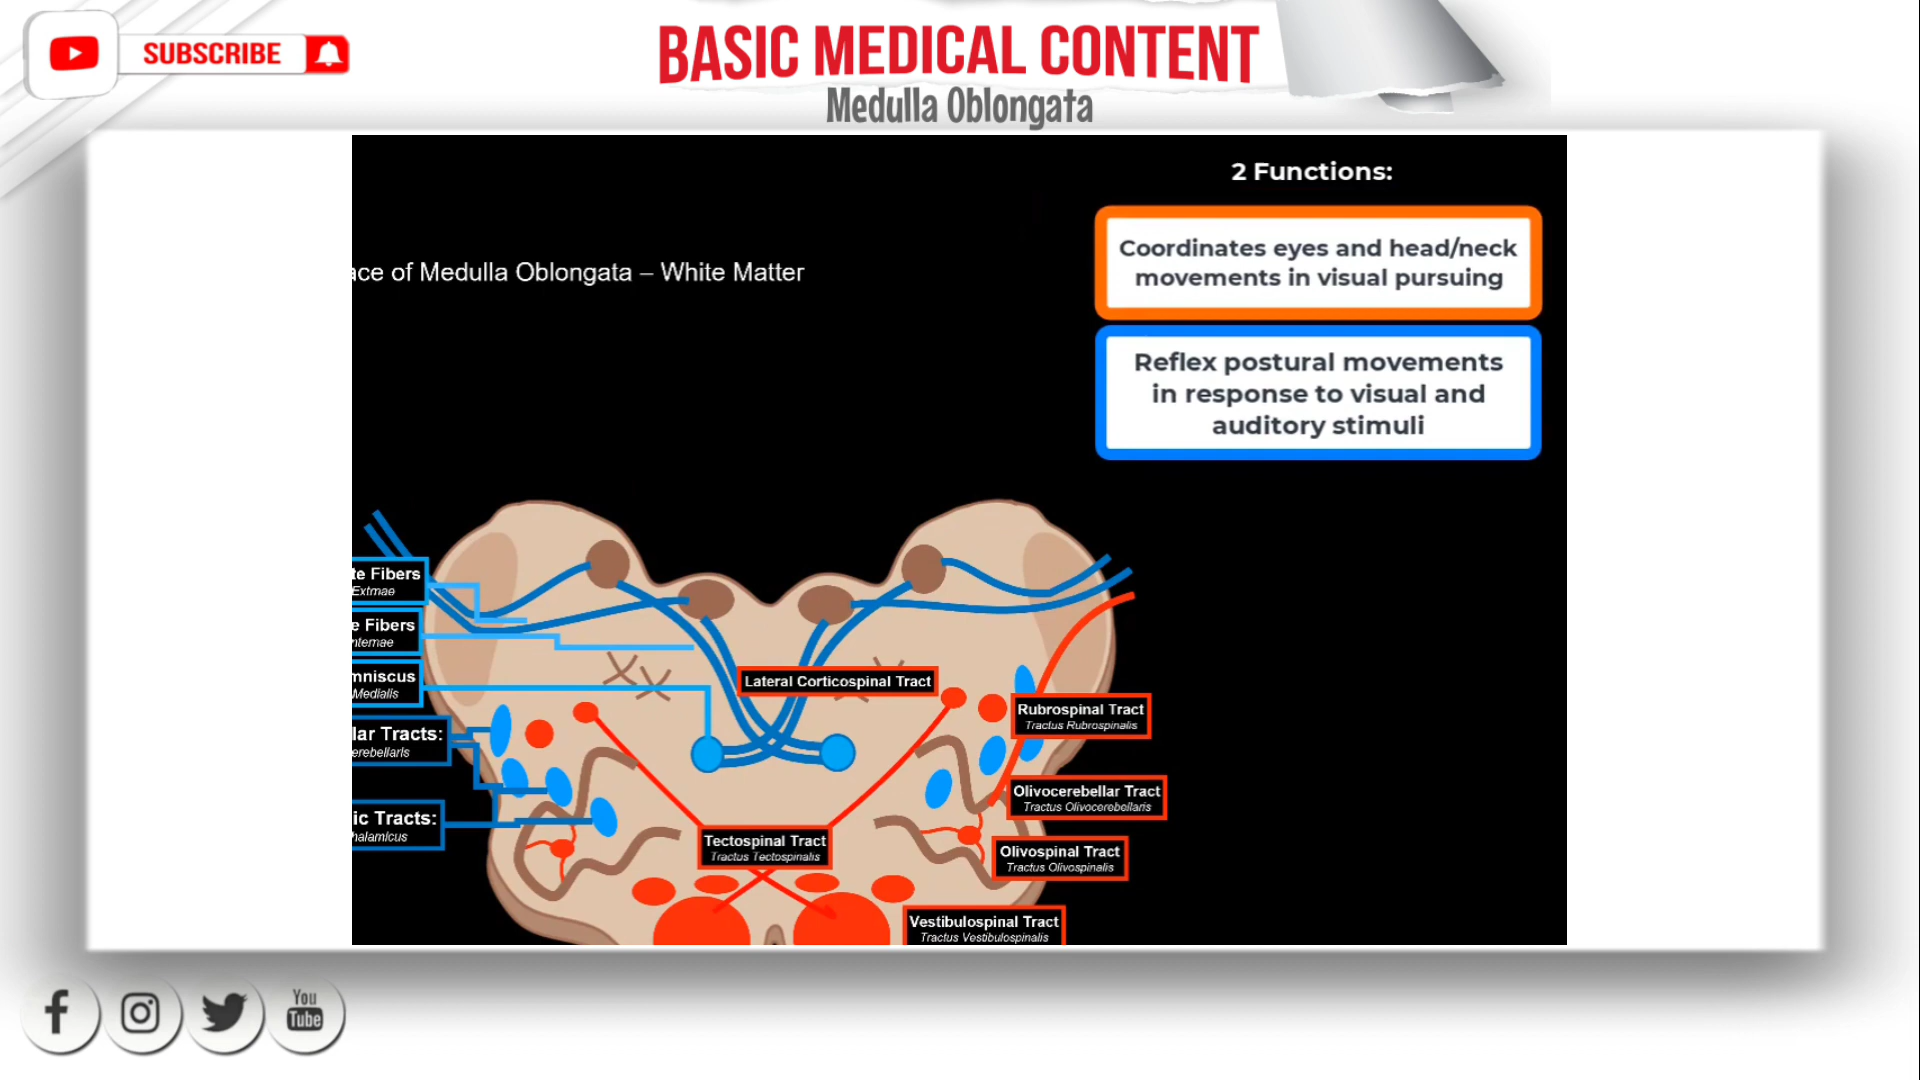 SUBSCRIBE
BASIC MEDICAL CONTENT
Medulla Oblongata
2 Functions:
Coordinates eyes and head/neck
movements in visual pursuing
ace of Medulla Oblongata – White Matter
Reflex postural movements
in response to visual and
auditory stimuli
te Fibers
Extrnae
e Fibers
nternae
mniscus
Medialis
lar Tracts:
erebellaris
ic Tracts:
halamicus
Lateral Corticospinal Tract
Rubrospinal Tract
Tractus Rubrospinalis
Olivocerebellar Tract
Tractus Olivocerebellaris
Tectospinal Tract
Tractus Tectospinalis
Olivospinal Tract
Tractus Olivospinalis
Vestibulospinal Tract
Tractus Vestibulospinalis
You
Tube